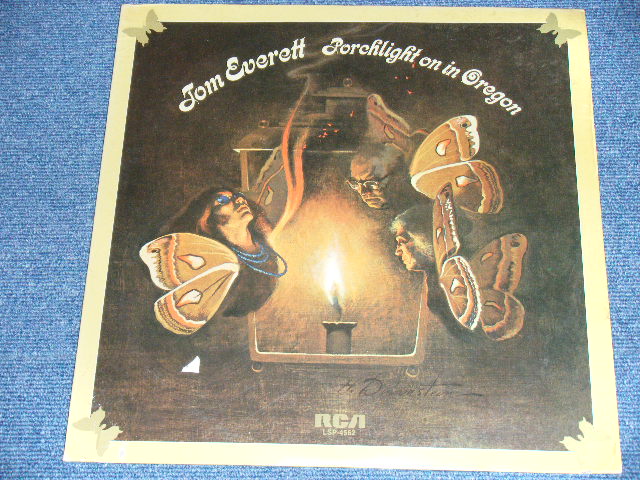 Tom Everett Porchlight on in Oregon
RCA
LSP-4562